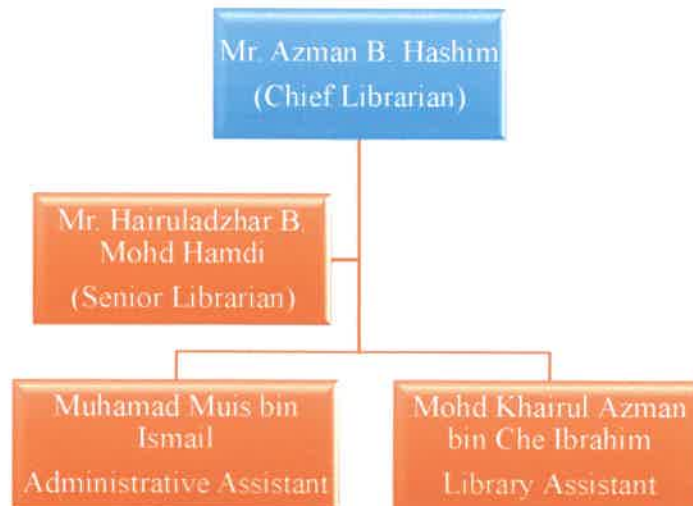 Mr. Azman B. Hashim
(Chief Librarian)
Mr. Hairuladzhar B.
Mohd Hamdi
(Senior Librarian)
Muhamad Muis bin
Ismail
Administrative Assistant
Mohd Khairul Azman
bin Che Ibrahim
Library Assistant